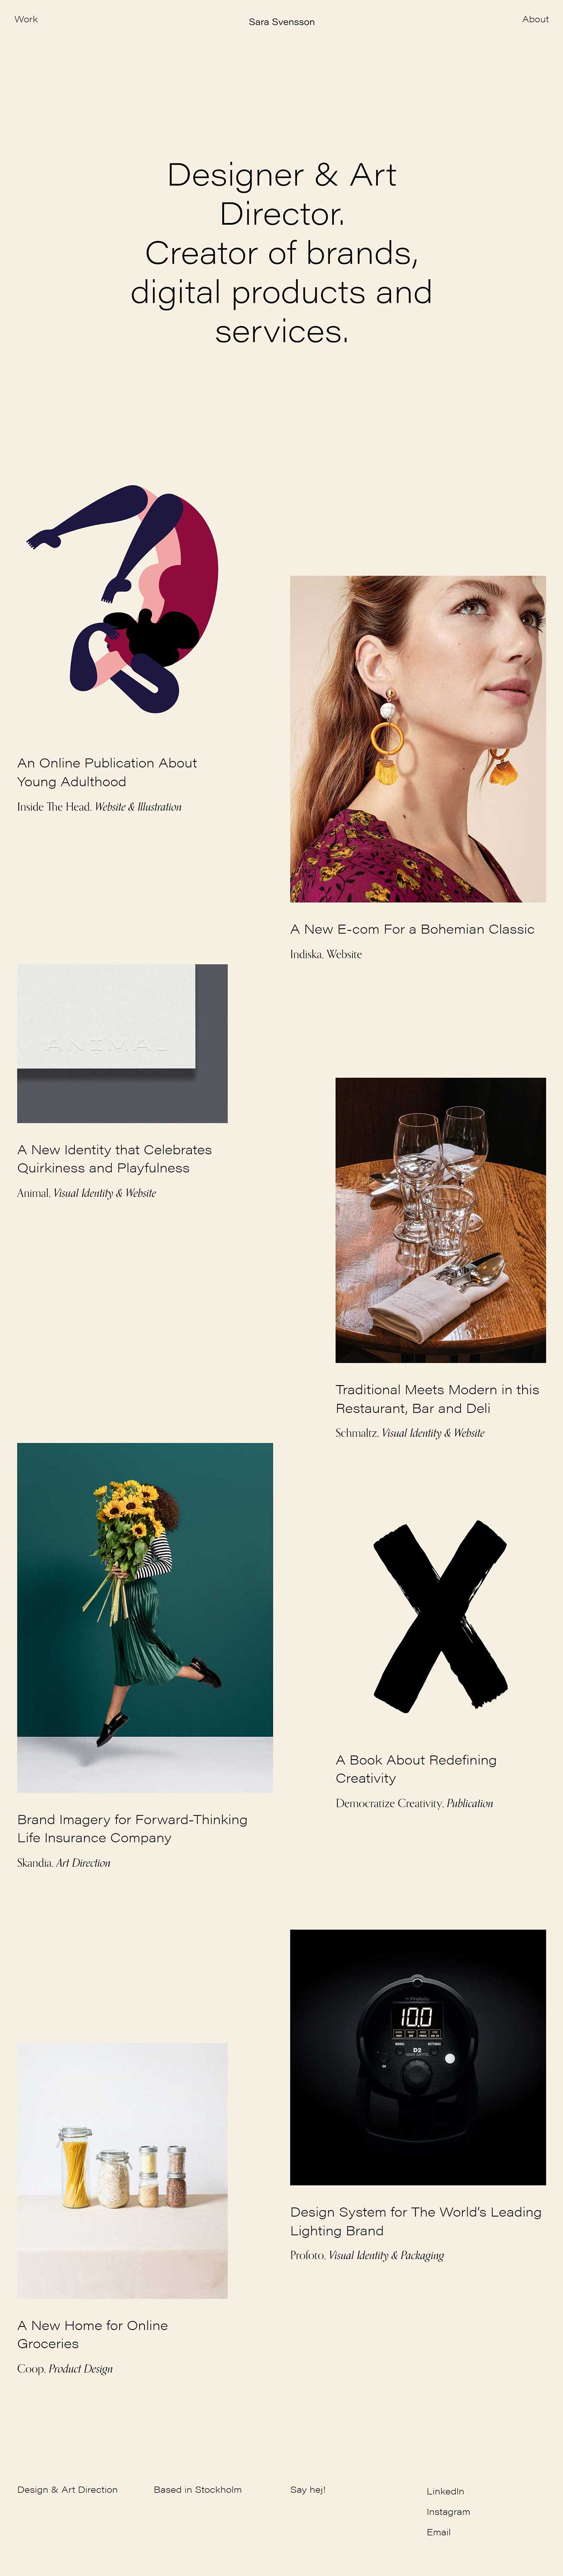 Work
Sara Svensson
About
Designer & Art
Director.
Creator of brands,
digital products and
services.
An Online Publication About
Young Adulthood
Inside The Head, Website & Illustration
A New E-com For a Bohemian Classic
Indiska, Website
ANIMAL
A New Identity that Celebrates
Quirkiness and Playfulness
Animal, Visual Identity & Website
Traditional Meets Modern in this
Restaurant, Bar and Deli
Schmaltz, Visual Identity & Website
X
A Book About Redefining
Creativity
Democratize Creativity, Publication
Brand Imagery for Forward-Thinking
Life Insurance Company
Skandia, Art Direction
Profoto
10.0
D2
Design System for The World's Leading
Lighting Brand
Profoto, Visual Identity & Packaging
A New Home for Online
Groceries
Coop, Product Design
Design & Art Direction
Based in Stockholm
Say hej!
LinkedIn
Instagram
Email